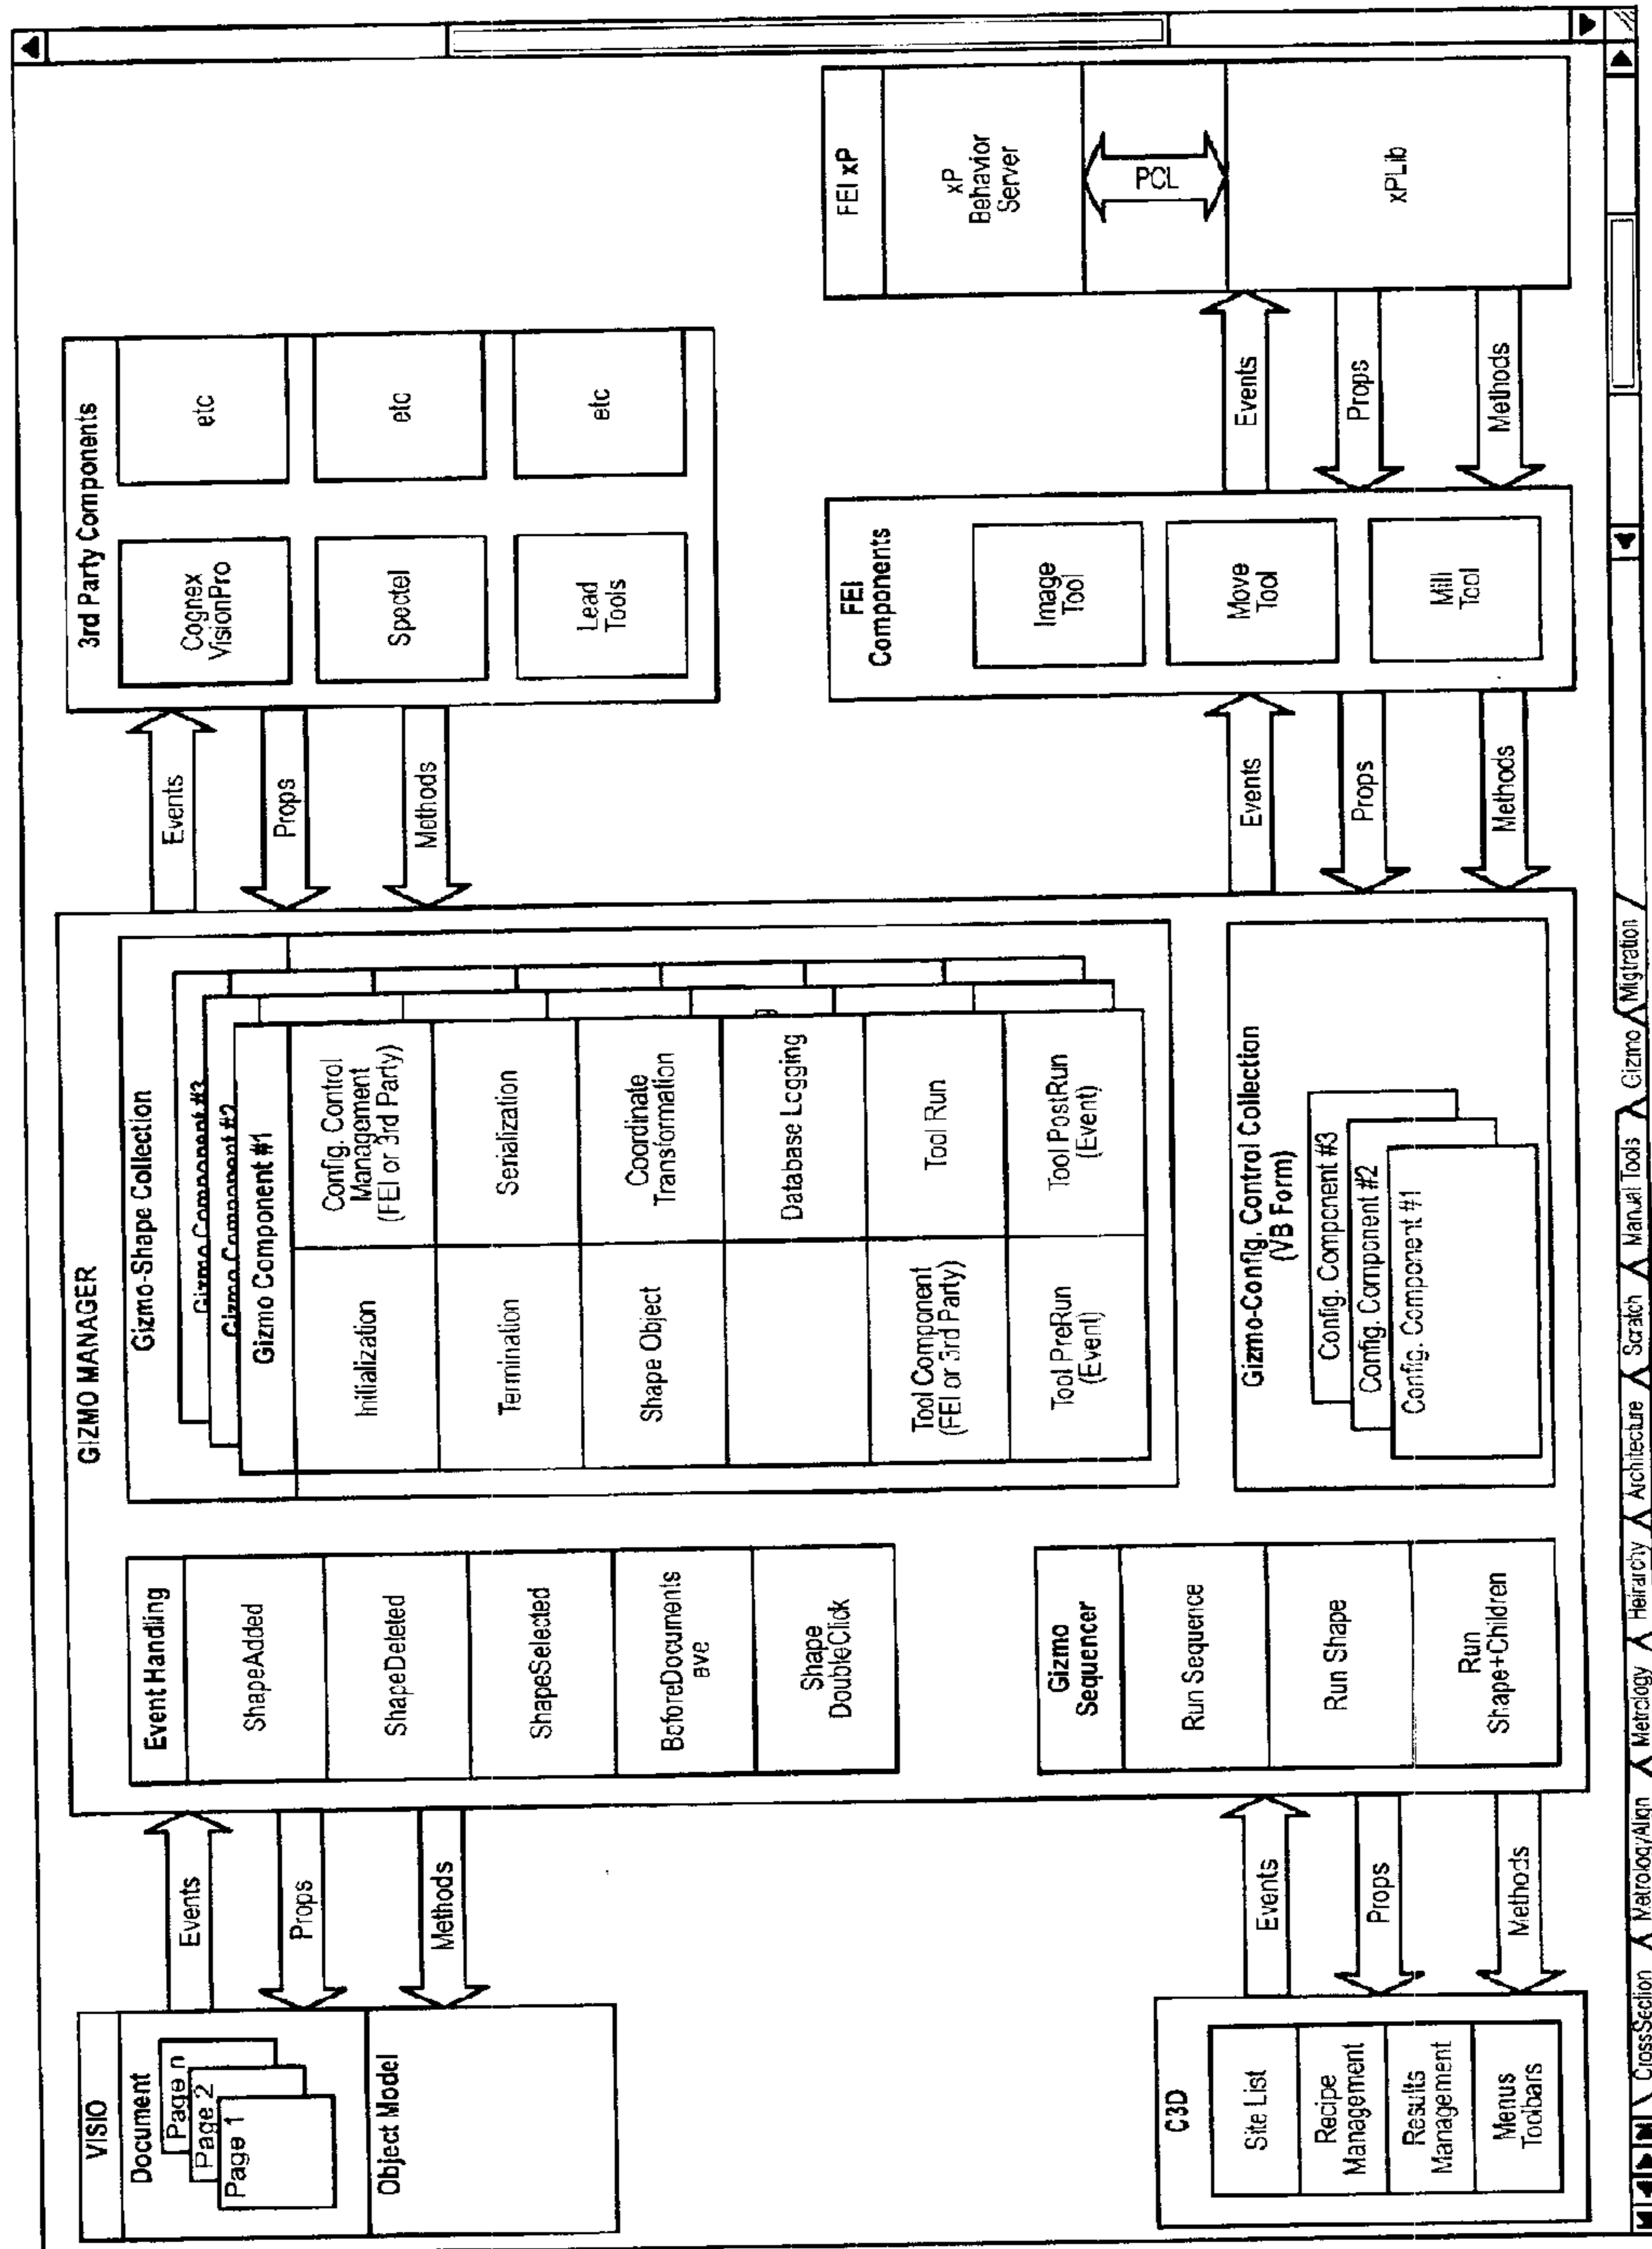 VISIO
Document
Page n
Page 2
Page 1
Object Model
Events
Props
Methods
GIZMO MANAGER
Event Handling
ShapeAdded
ShapeDeleted
ShapeSelected
BeforeDocuments
ave
Shape
DoubleClick
Gizmo-Shape Collection
Gizmo Component #3
Gizmo Component #2
Gizmo Component #1
Initialization
Config. Control
Management
(FEI or 3rd Party)
Termination
Serialization
Shape Object
Coordinate
Transformation
Database Logging
Tool Component
(FEI or 3rd Party)
Tool Run
Tool PreRun
(Event)
Tool PostRun
(Event)
Events
Props
Methods
3rd Party Components
Cognex
VisionPro
etc
Spectel
etc
Lead
Tools
etc
C3D
Site List
Recipe
Management
Results
Management
Menus
Toolbars
Events
Props
Methods
Gizmo
Sequencer
Run Sequence
Run Shape
Run
Shape+Children
Gizmo-Config. Control Collection
(VB Form)
Config. Component #3
Config. Component #2
Config. Component #1
Events
Props
Methods
FEI
Components
Image
Tool
Move
Tool
Mill
Tool
Events
Props
Methods
FEI xP
xP
Behavior
Server
PCL
xPLib
CrossSection
Metrology/Align
Metrology
Heirarchy
Architecture
Scratch
Manual Tools
Gizmo
Migtration